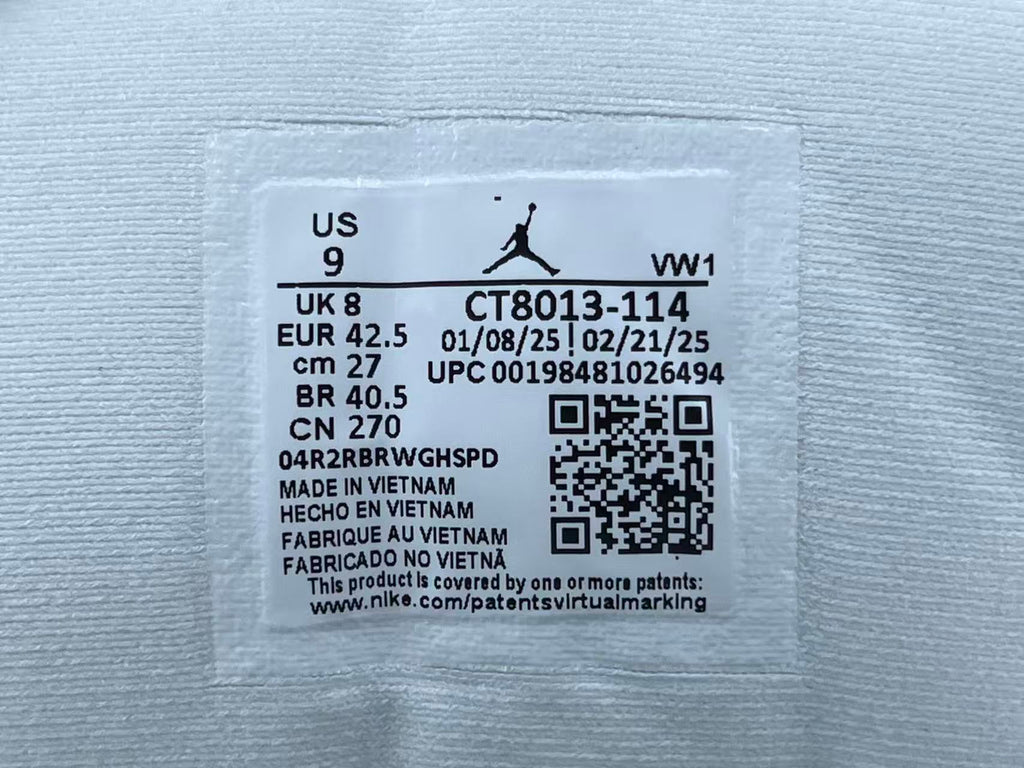 US
9
VW1
UK 8
CT8013-114
EUR 42.5
01/08/25 | 02/21/25
cm 27
UPC 00198481026494
BR 40.5
CN 270
04R2RBRWGHSPD
MADE IN VIETNAM
HECHO EN VIETNAM
FABRIQUE AU VIETNAM
FABRICADO NO VIETNÃ
This product is covered by one or more patents:
www.nike.com/patentsvirtualmarking